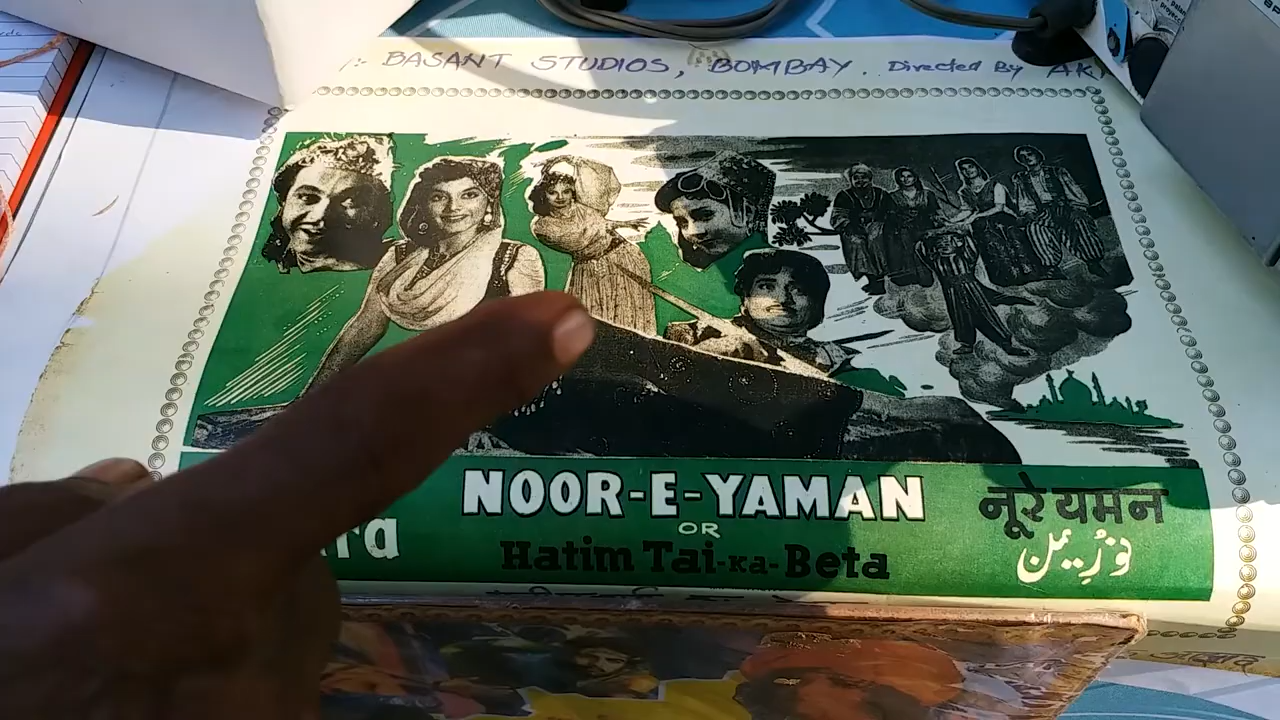 BASANT STUDIOS, BOMBAY. Directed By
NOOR-E-YAMAN
OR
Hatim Tai-ka-Beta
नूरे यमन
نورِ یمن